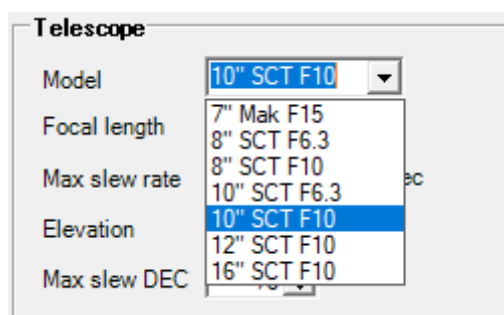 Telescope
Model 10" SCT F10
7" Mak F15
Focal length
8" SCT F6.3
8" SCT F10
Max slew rate
10" SCT F6.3
10" SCT F10
Elevation
12" SCT F10
16" SCT F10
Max slew DEC